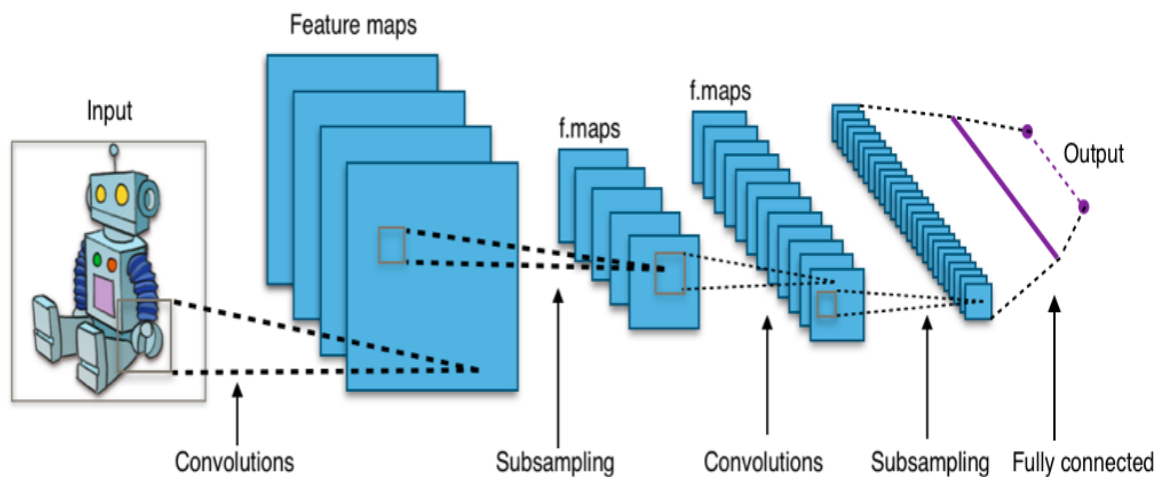 Feature maps
Input
f.maps
f.maps
Output
Convolutions
Subsampling
Convolutions
Subsampling
Fully connected